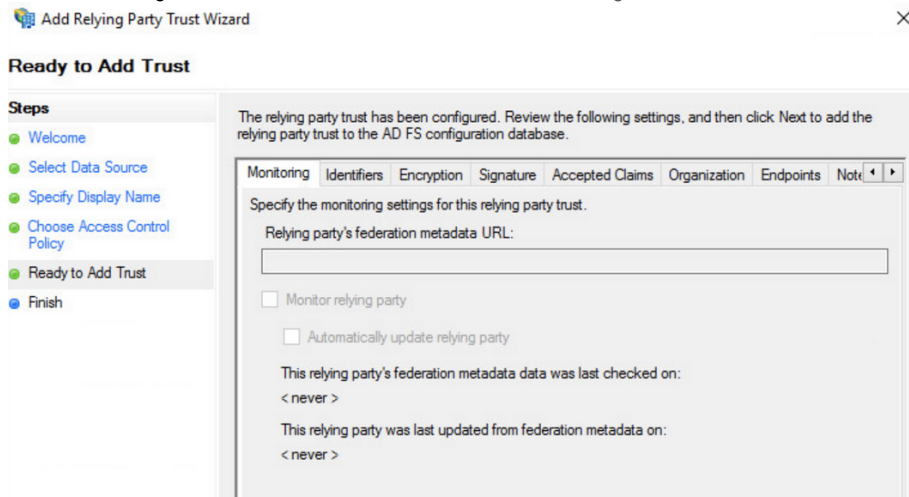 Add Relying Party Trust Wizard
Ready to Add Trust
Steps
Welcome
Select Data Source
Specify Display Name
Choose Access Control
Policy
Ready to Add Trust
Finish
The relying party trust has been configured. Review the following settings, and then click Next to add the
relying party trust to the AD FS configuration database.
Monitoring Identifiers Encryption Signature Accepted Claims Organization Endpoints
Specify the monitoring settings for this relying party trust.
Relying party's federation metadata URL:
Monitor relying party
Automatically update relying party
This relying party's federation metadata data was last checked on:
< never >
This relying party was last updated from federation metadata on:
< never >